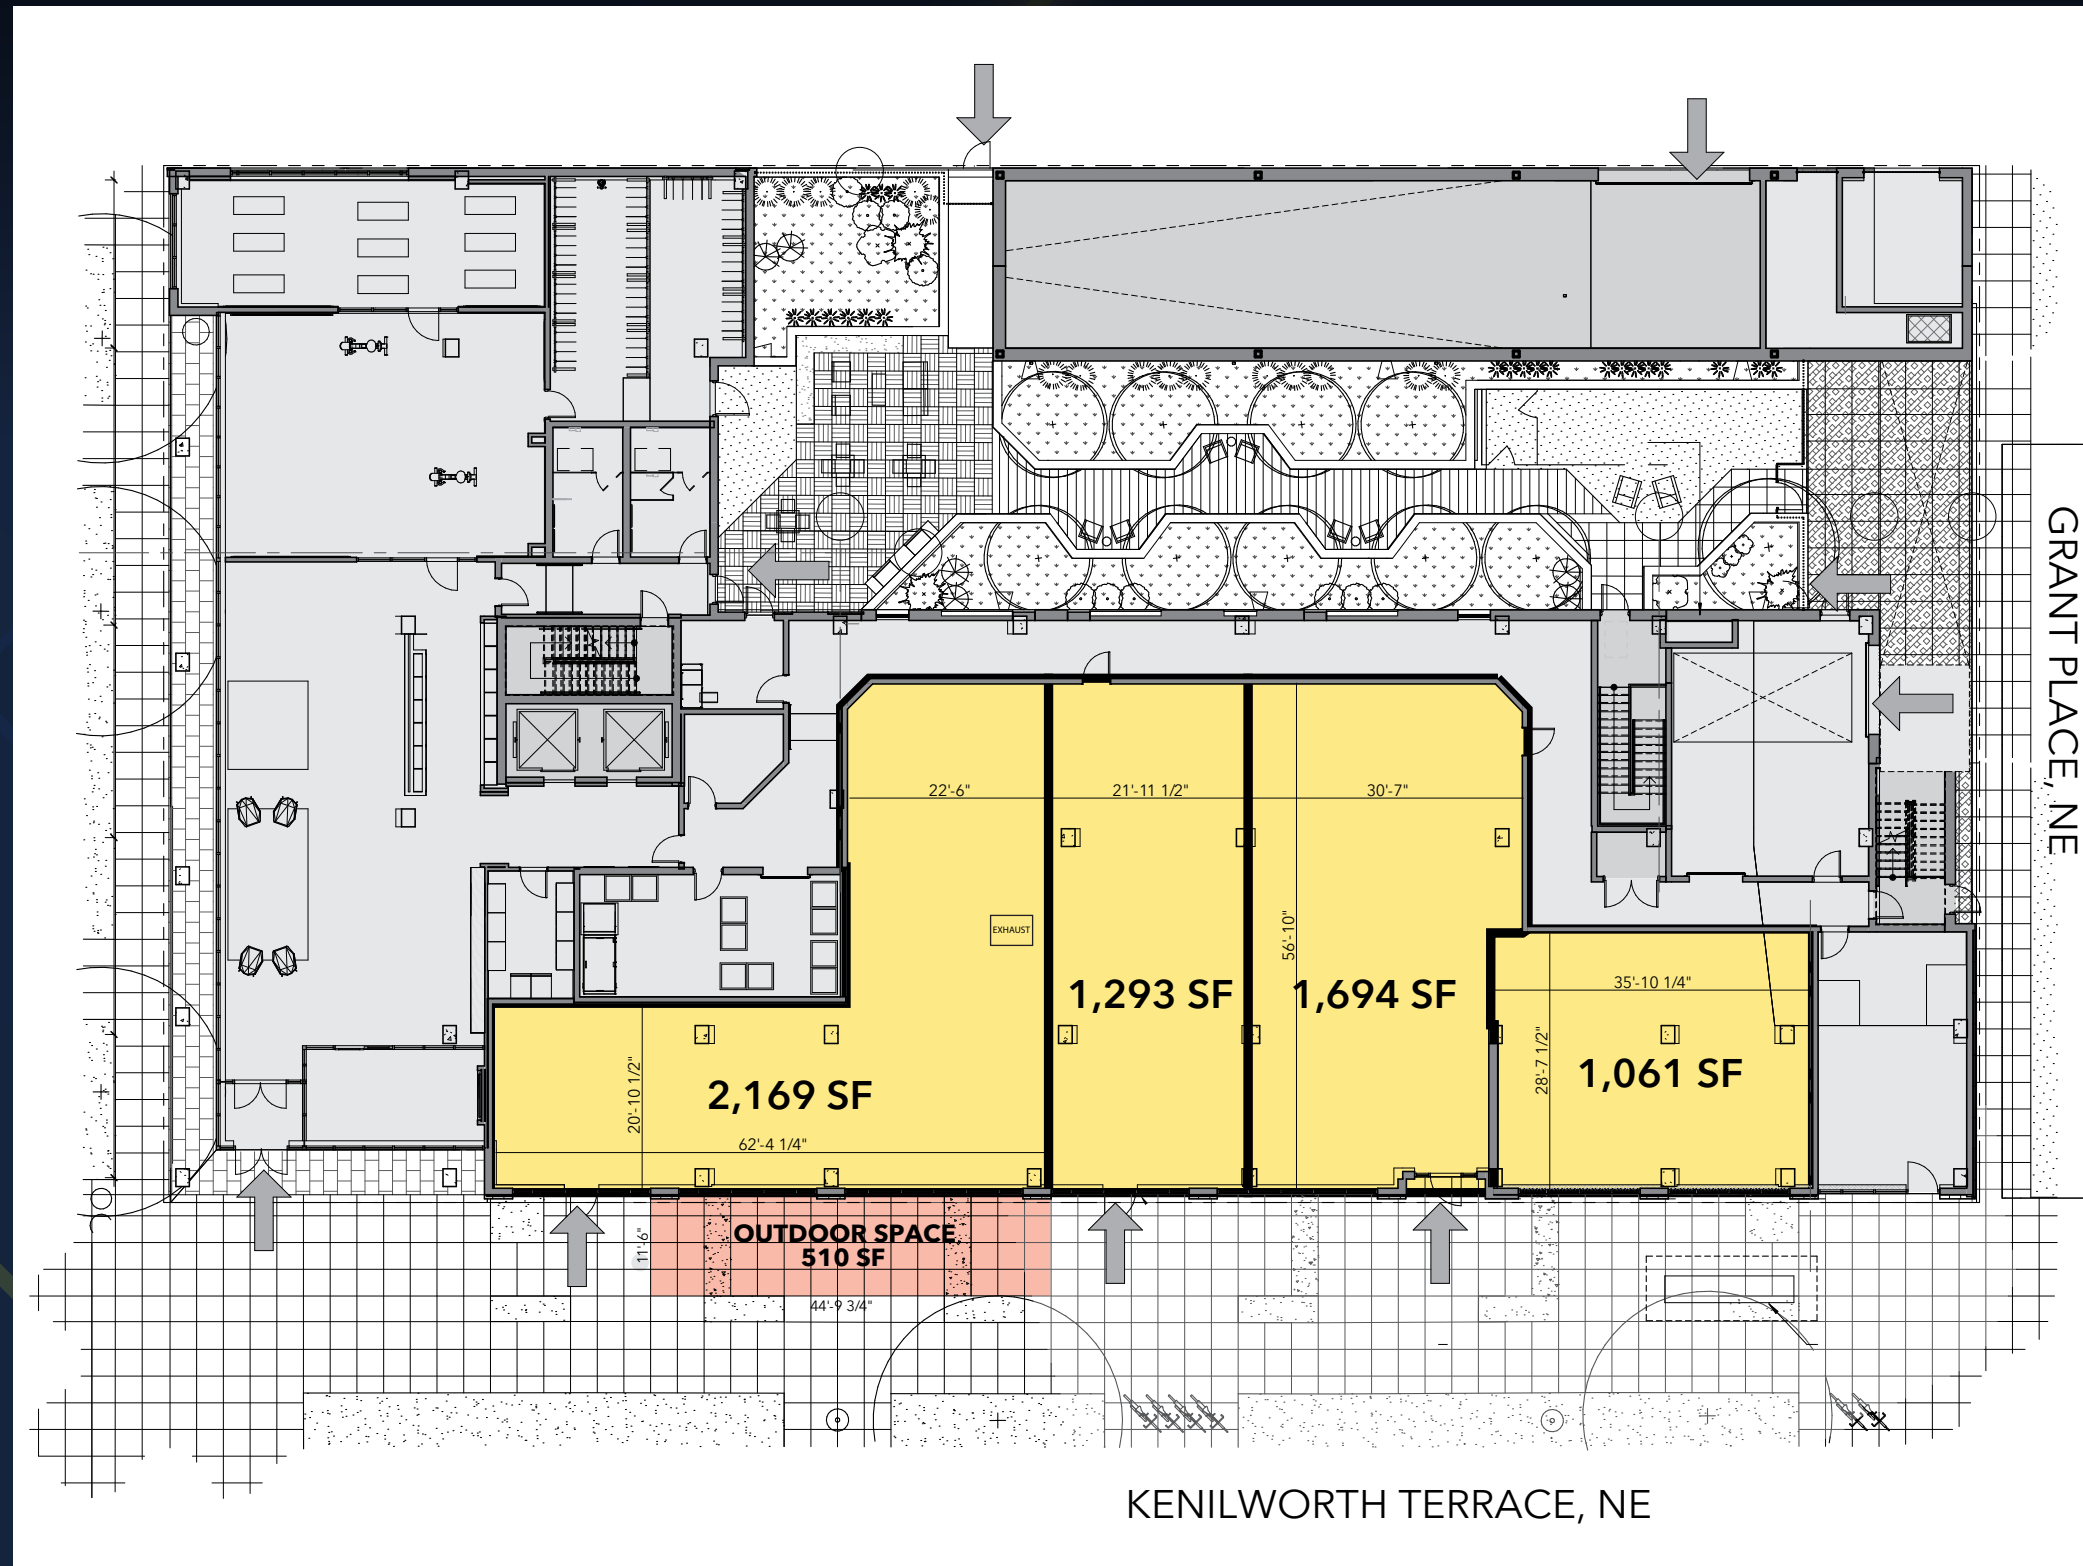 GRANT PLACE, NE
22'-6"
21'-11 1/2"
30'-7"
EXHAUST
56'-10"
1,293 SF
1,694 SF
35'-10 1/4"
28'-7 1/2"
1,061 SF
20'-10 1/2"
2,169 SF
62'-4 1/4"
11'-6"
OUTDOOR SPACE
510 SF
44'-9 3/4"
KENILWORTH TERRACE, NE